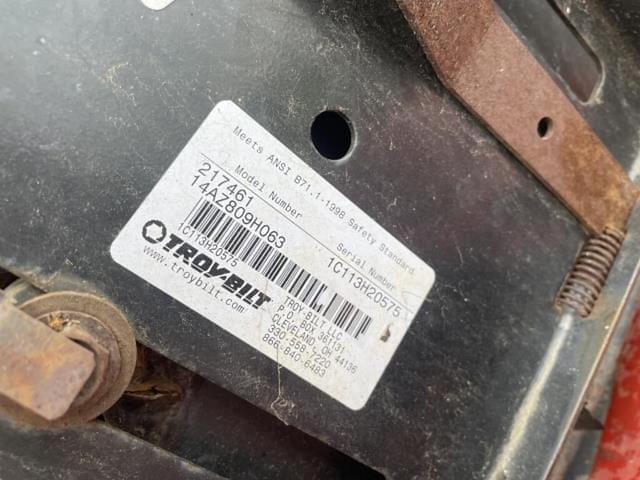 Meets ANSI B71.1-1998 Safety Standard
Model Number Serial Number
217461
14AZ809H063 1C113H20575
1C113H20575
TROY-BILT
www.troybilt.com
TROY-BILT LLC
P.O. BOX 361131
CLEVELAND, OH 44136
330-558-7220
866-840-6483